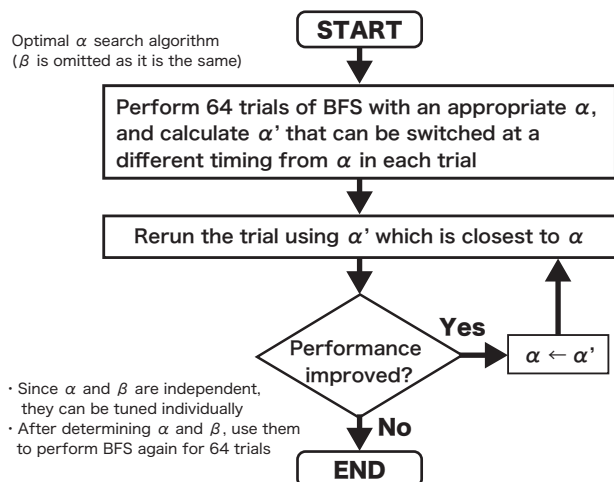 START
Optimal α search algorithm
(β is omitted as it is the same)
Perform 64 trials of BFS with an appropriate α,
and calculate α' that can be switched at a
different timing from α in each trial
Rerun the trial using α' which is closest to α
Performance
improved?
Yes
α ← α'
No
・Since α and β are independent,
they can be tuned individually
・After determining α and β, use them
to perform BFS again for 64 trials
END